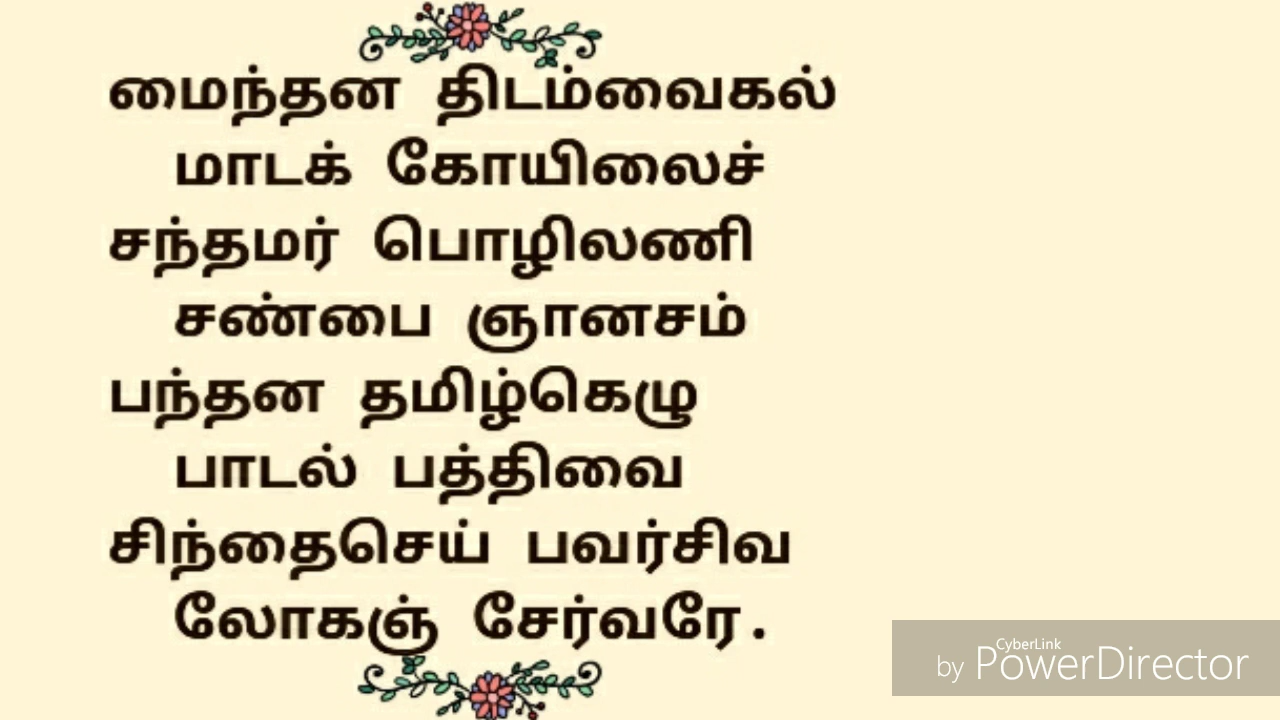 மைந்தன திடம்வைகல்
மாடக் கோயிலைச்
சந்தமர் பொழிலணி
சண்பை ஞானசம்
பந்தன தமிழ்கெழு
பாடல் பத்திவை
சிந்தைசெய் பவர்சிவ
லோகஞ் சேர்வரே.
CyberLink
by PowerDirector